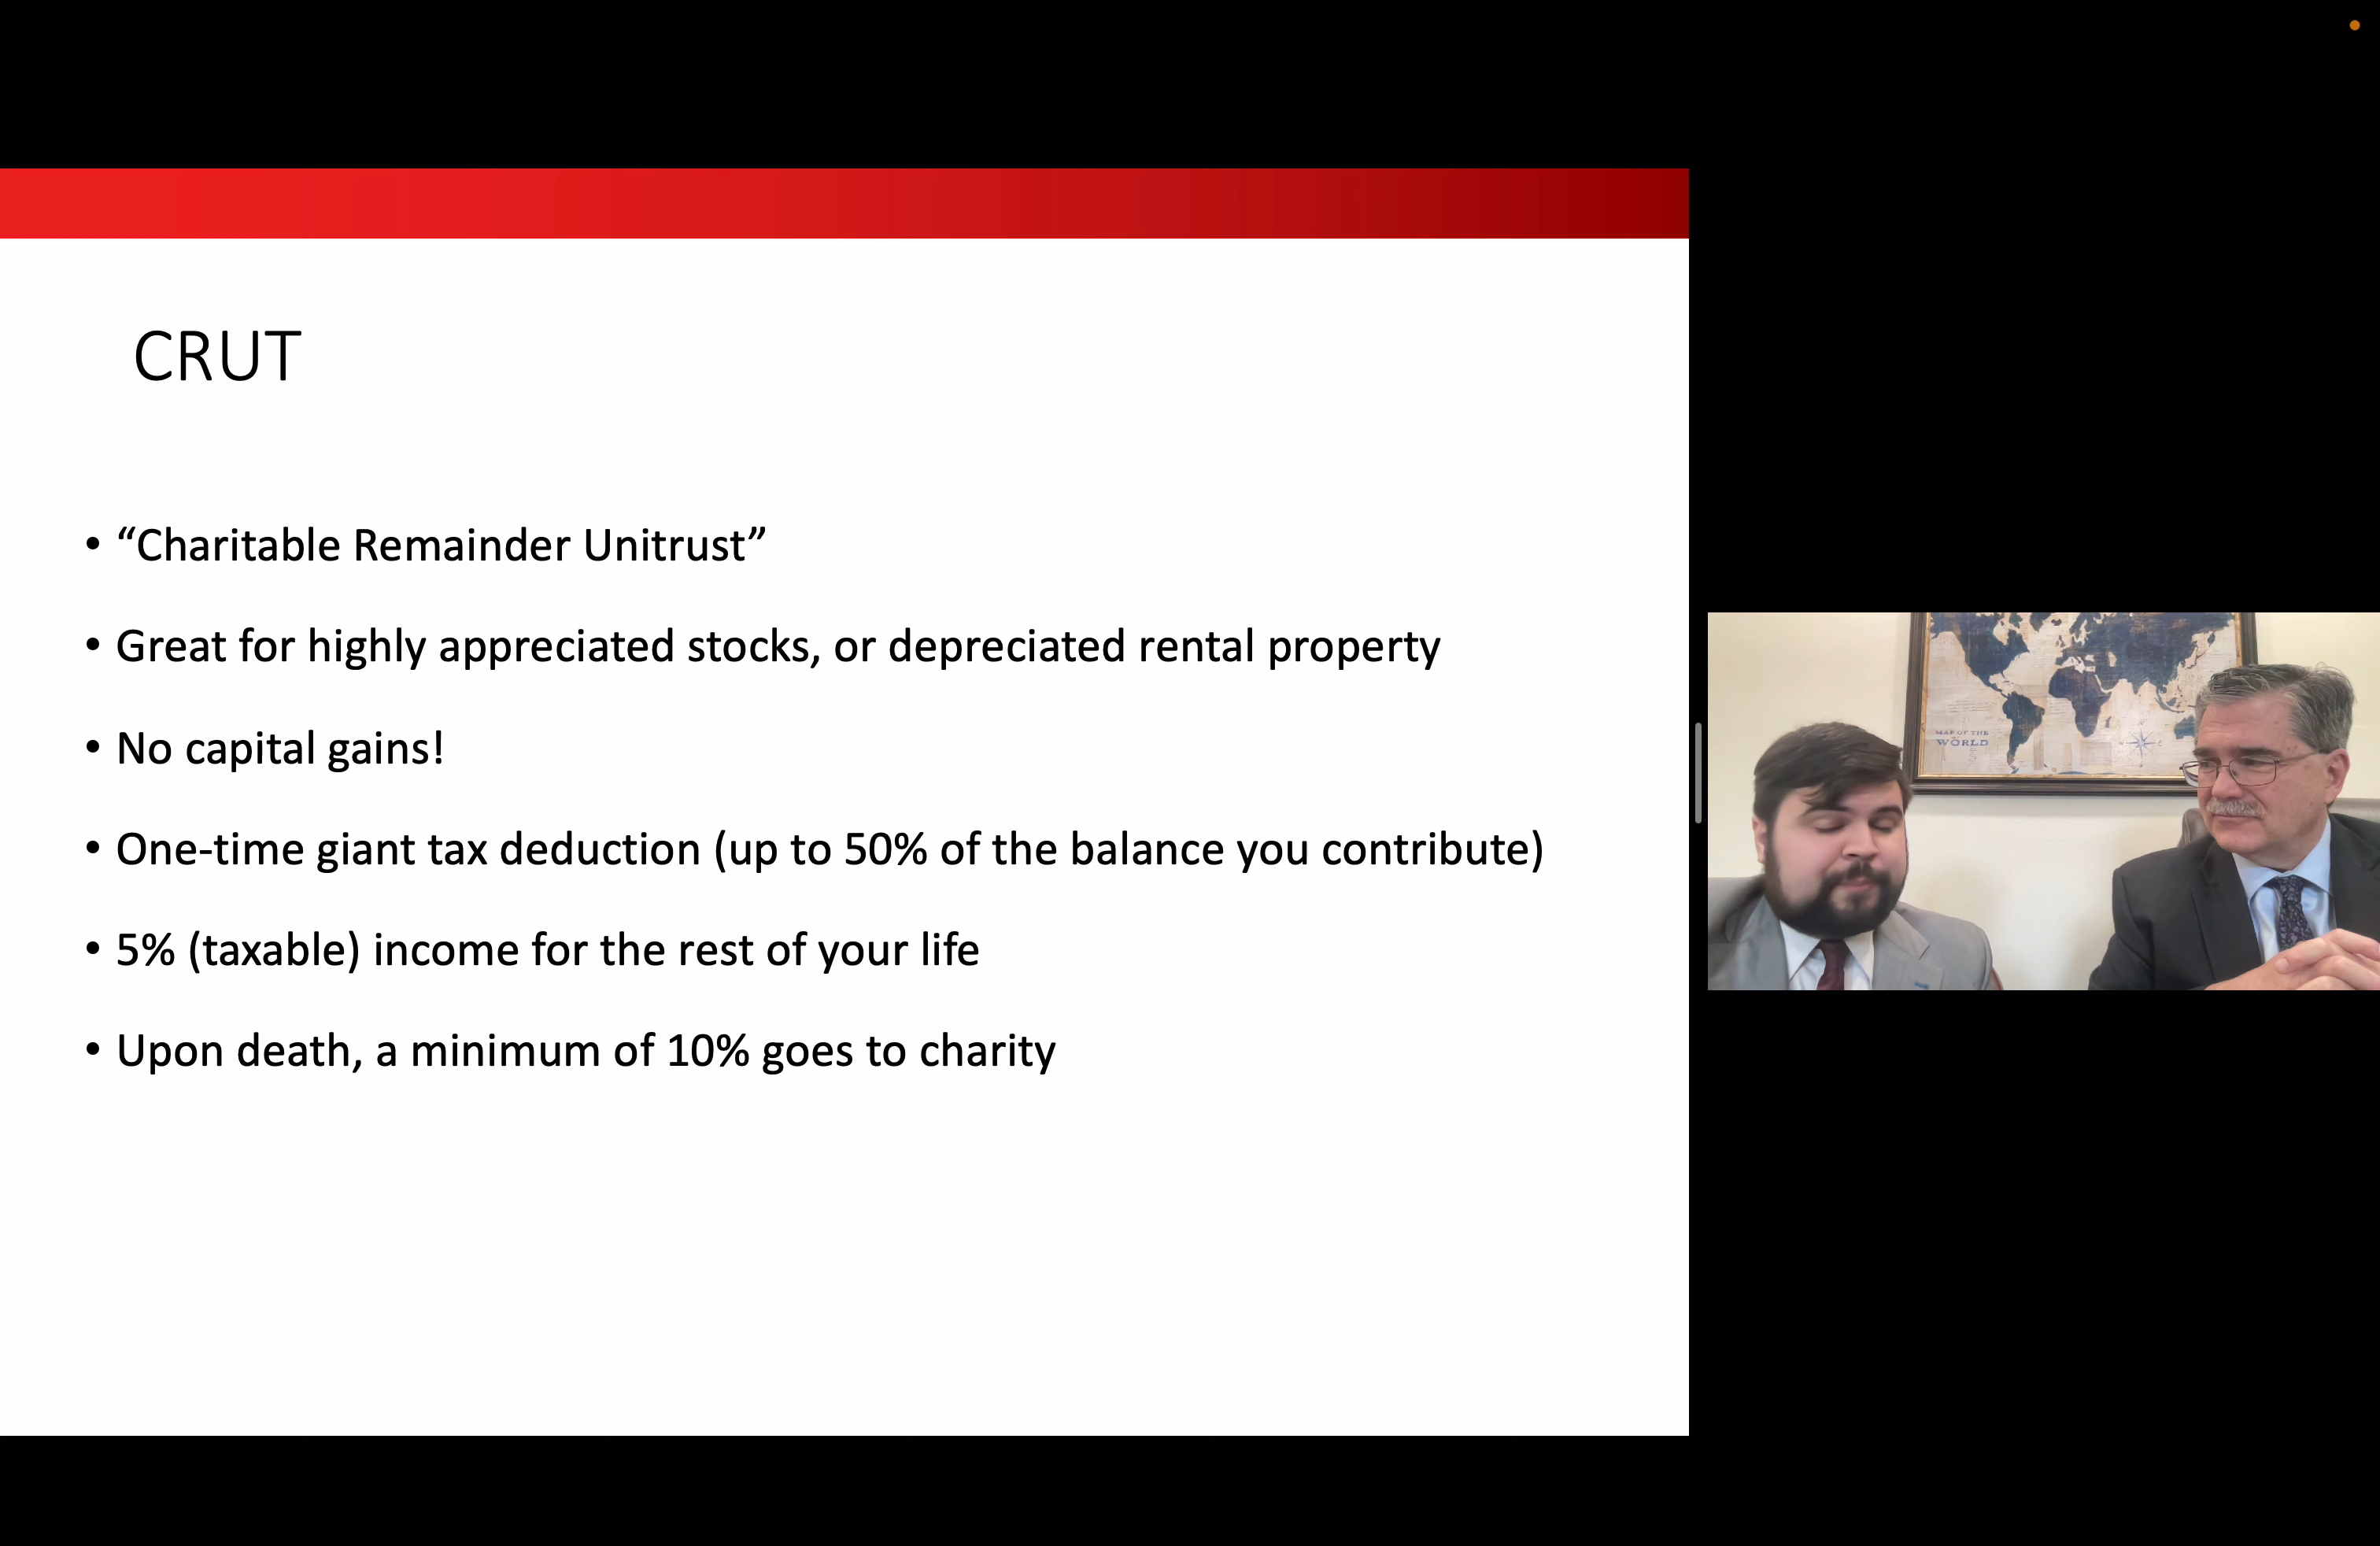 CRUT
• “Charitable Remainder Unitrust”
• Great for highly appreciated stocks, or depreciated rental property
• No capital gains!
• One-time giant tax deduction (up to 50% of the balance you contribute)
• 5% (taxable) income for the rest of your life
• Upon death, a minimum of 10% goes to charity
MAP OF THE
WORLD